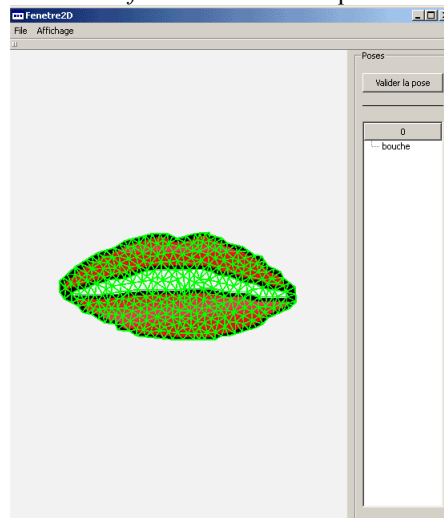 Fenetre2D
File Affichage
Poses
Valider la pose
0
bouche